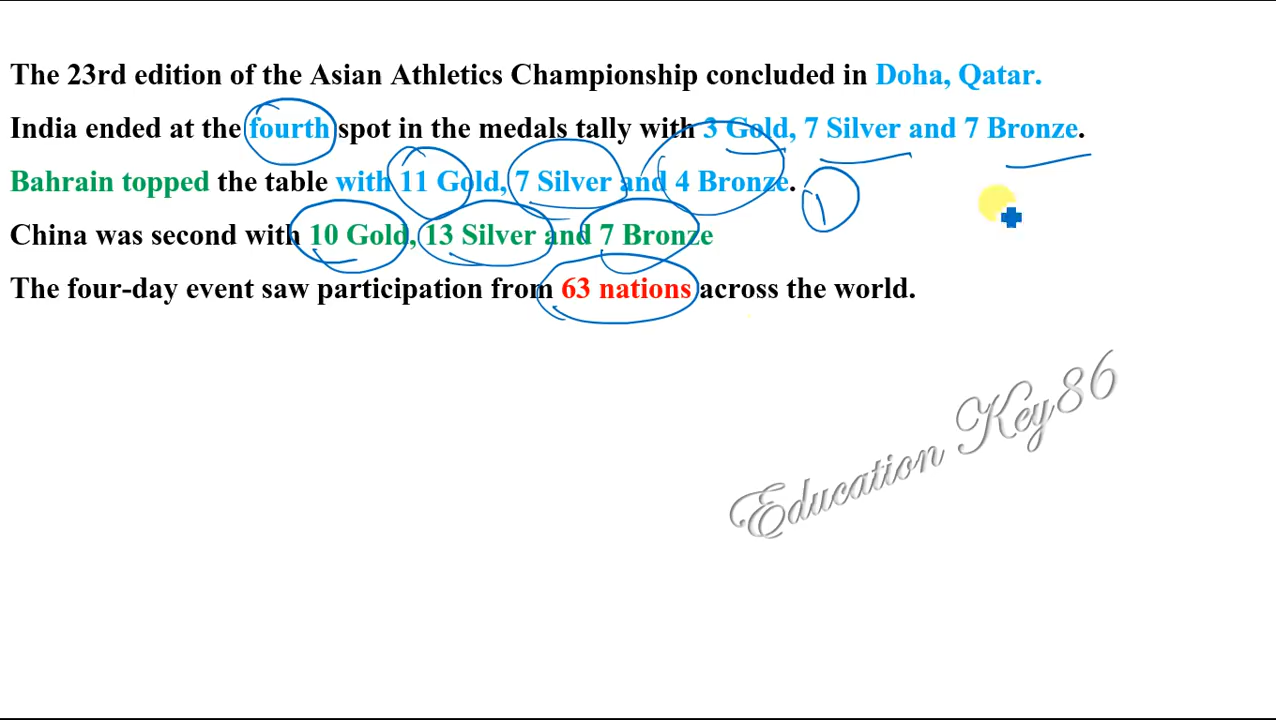 The 23rd edition of the Asian Athletics Championship concluded in Doha, Qatar.
India ended at the fourth spot in the medals tally with 3 Gold, 7 Silver and 7 Bronze.
Bahrain topped the table with 11 Gold, 7 Silver and 4 Bronze.
1
China was second with 10 Gold, 13 Silver and 7 Bronze
The four-day event saw participation from 63 nations across the world.
Education Key86